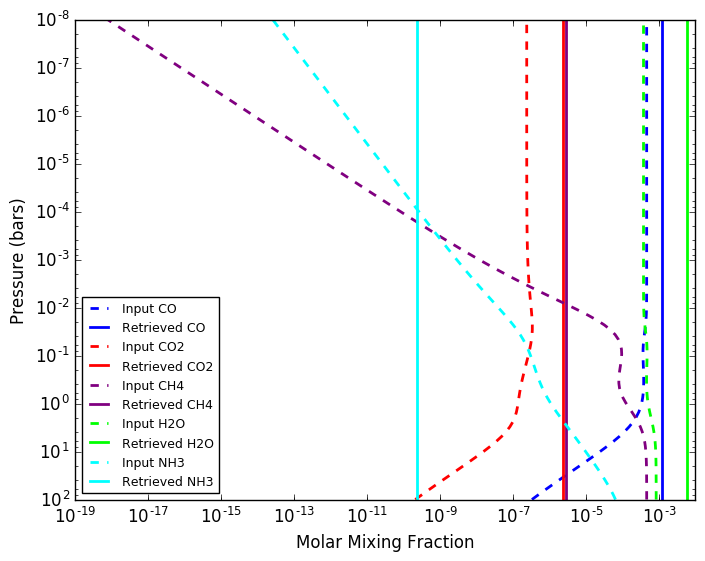 10^-8
10^-7
10^-6
10^-5
10^-4
10^-3
10^-2
10^-1
10^0
10^1
10^2
Pressure (bars)
Input CO
Retrieved CO
Input CO2
Retrieved CO2
Input CH4
Retrieved CH4
Input H2O
Retrieved H2O
Input NH3
Retrieved NH3
10^-19 10^-17 10^-15 10^-13 10^-11 10^-9 10^-7 10^-5 10^-3
Molar Mixing Fraction